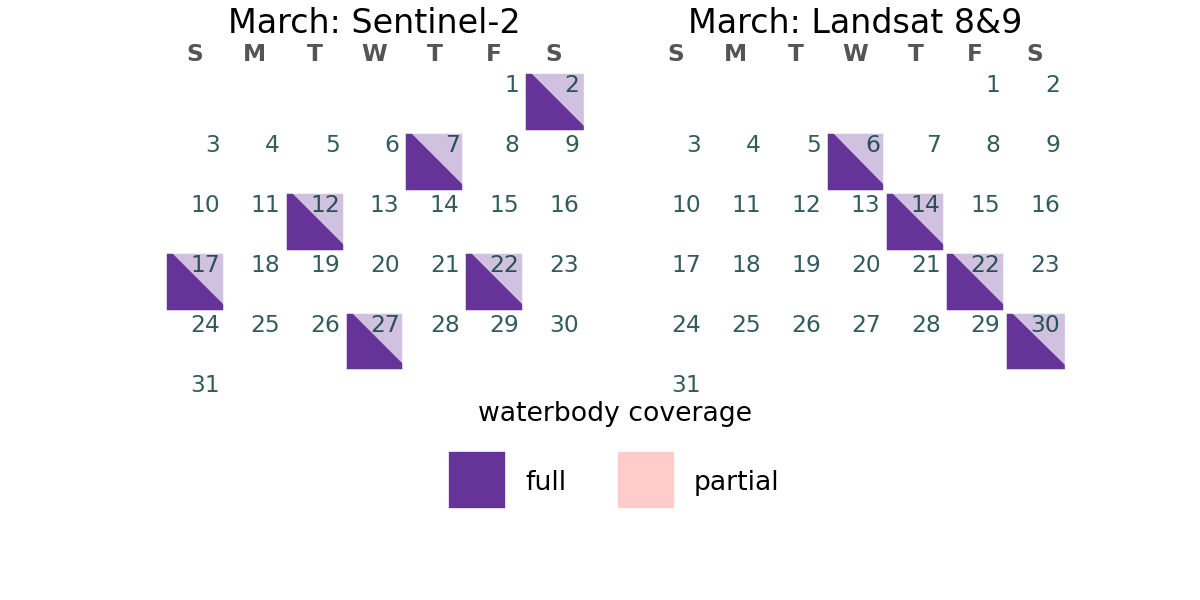 March: Sentinel-2
S M T W T F S
1 2
3 4 5 6 7 8 9
10 11 12 13 14 15 16
17 18 19 20 21 22 23
24 25 26 27 28 29 30
31
March: Landsat 8&9
S M T W T F S
1 2
3 4 5 6 7 8 9
10 11 12 13 14 15 16
17 18 19 20 21 22 23
24 25 26 27 28 29 30
31
waterbody coverage
full partial